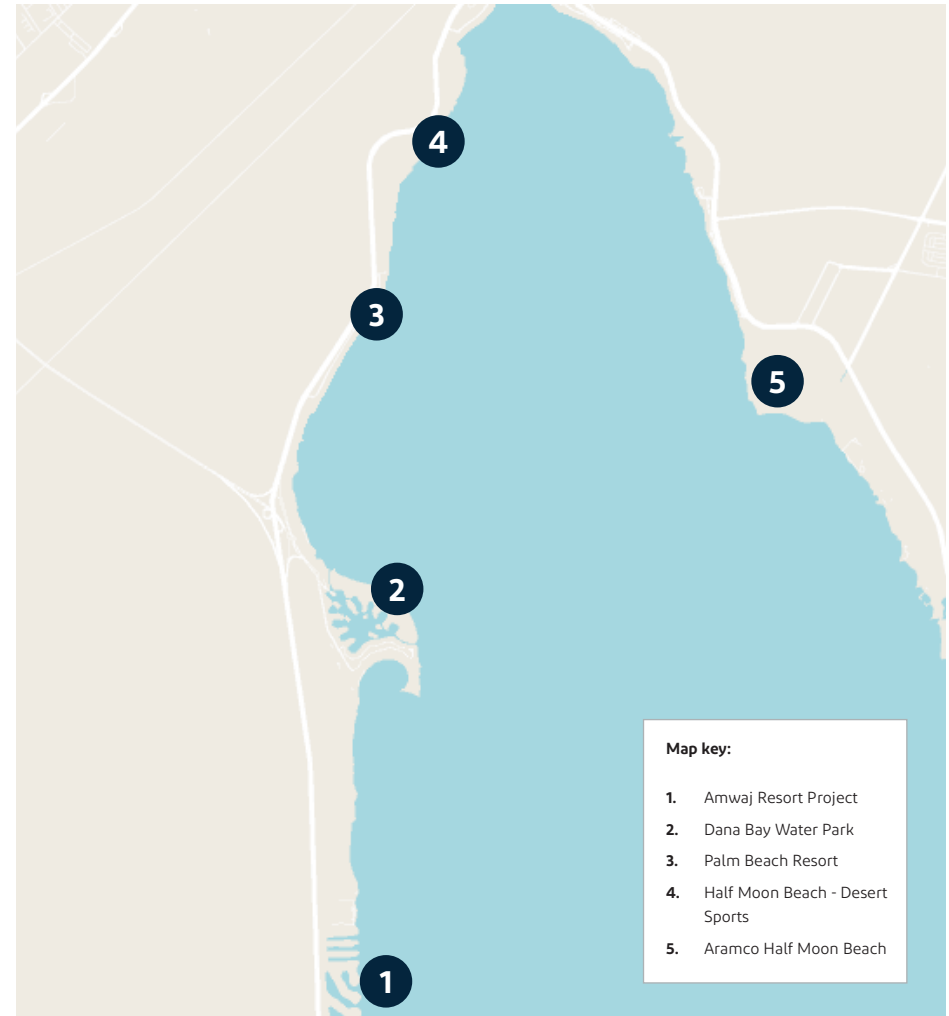 4
3
5
2
1
Map key:
1. Amwaj Resort Project
2. Dana Bay Water Park
3. Palm Beach Resort
4. Half Moon Beach - Desert
Sports
5. Aramco Half Moon Beach